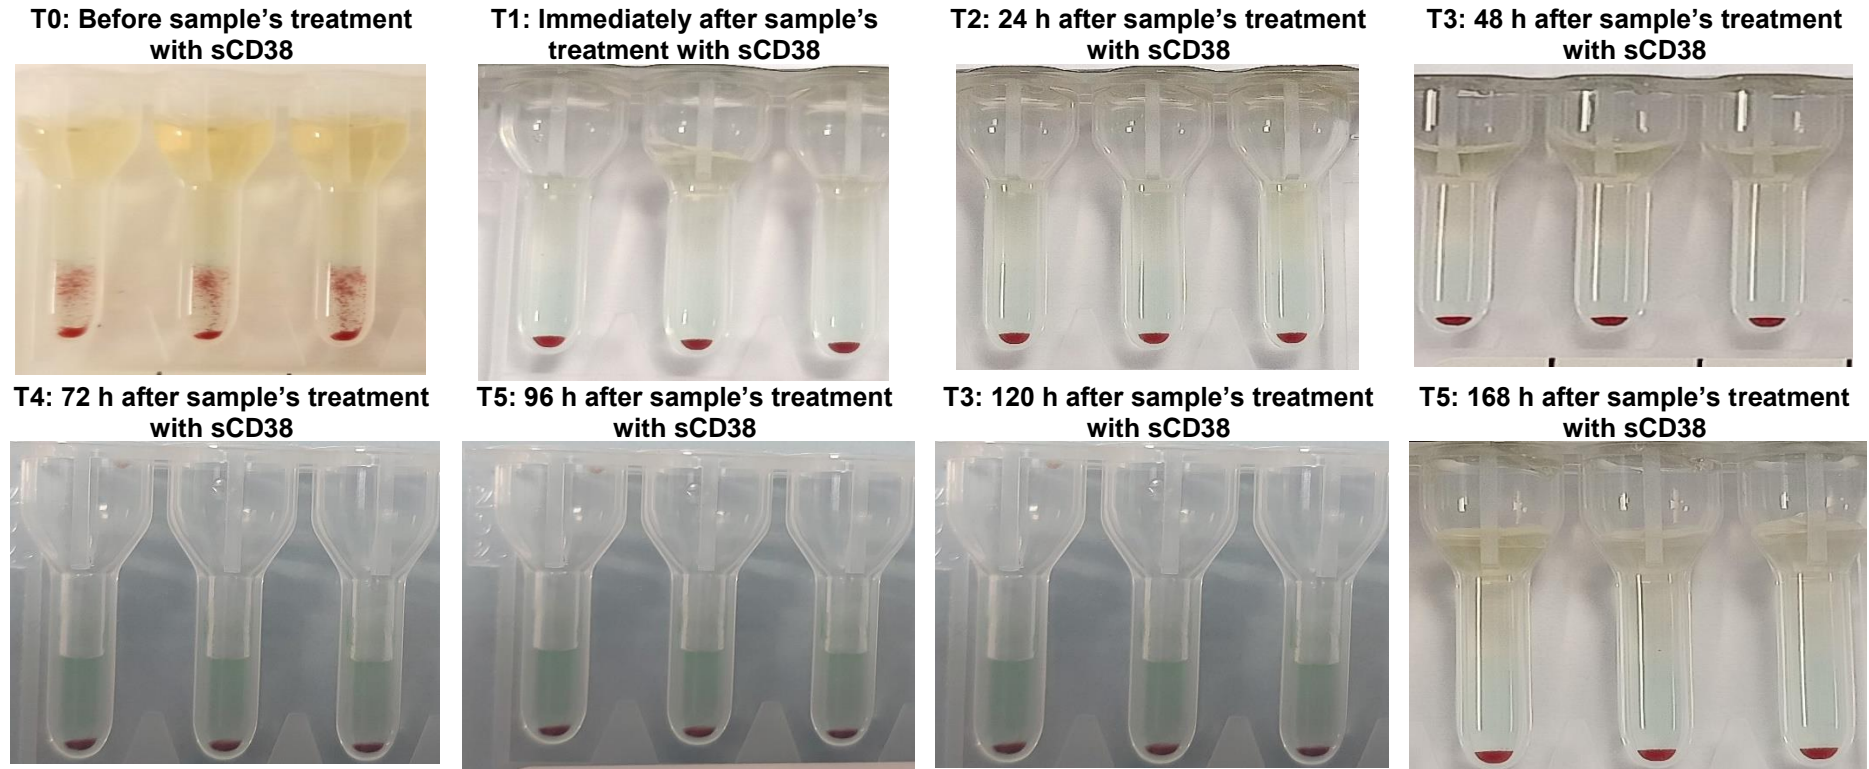 T0: Before sample's treatment
with sCD38
T1: Immediately after sample's
treatment with sCD38
T2: 24 h after sample's treatment
with sCD38
T3: 48 h after sample's treatment
with sCD38
T4: 72 h after sample's treatment
with sCD38
T5: 96 h after sample's treatment
with sCD38
T3: 120 h after sample's treatment
with sCD38
T5: 168 h after sample's treatment
with sCD38